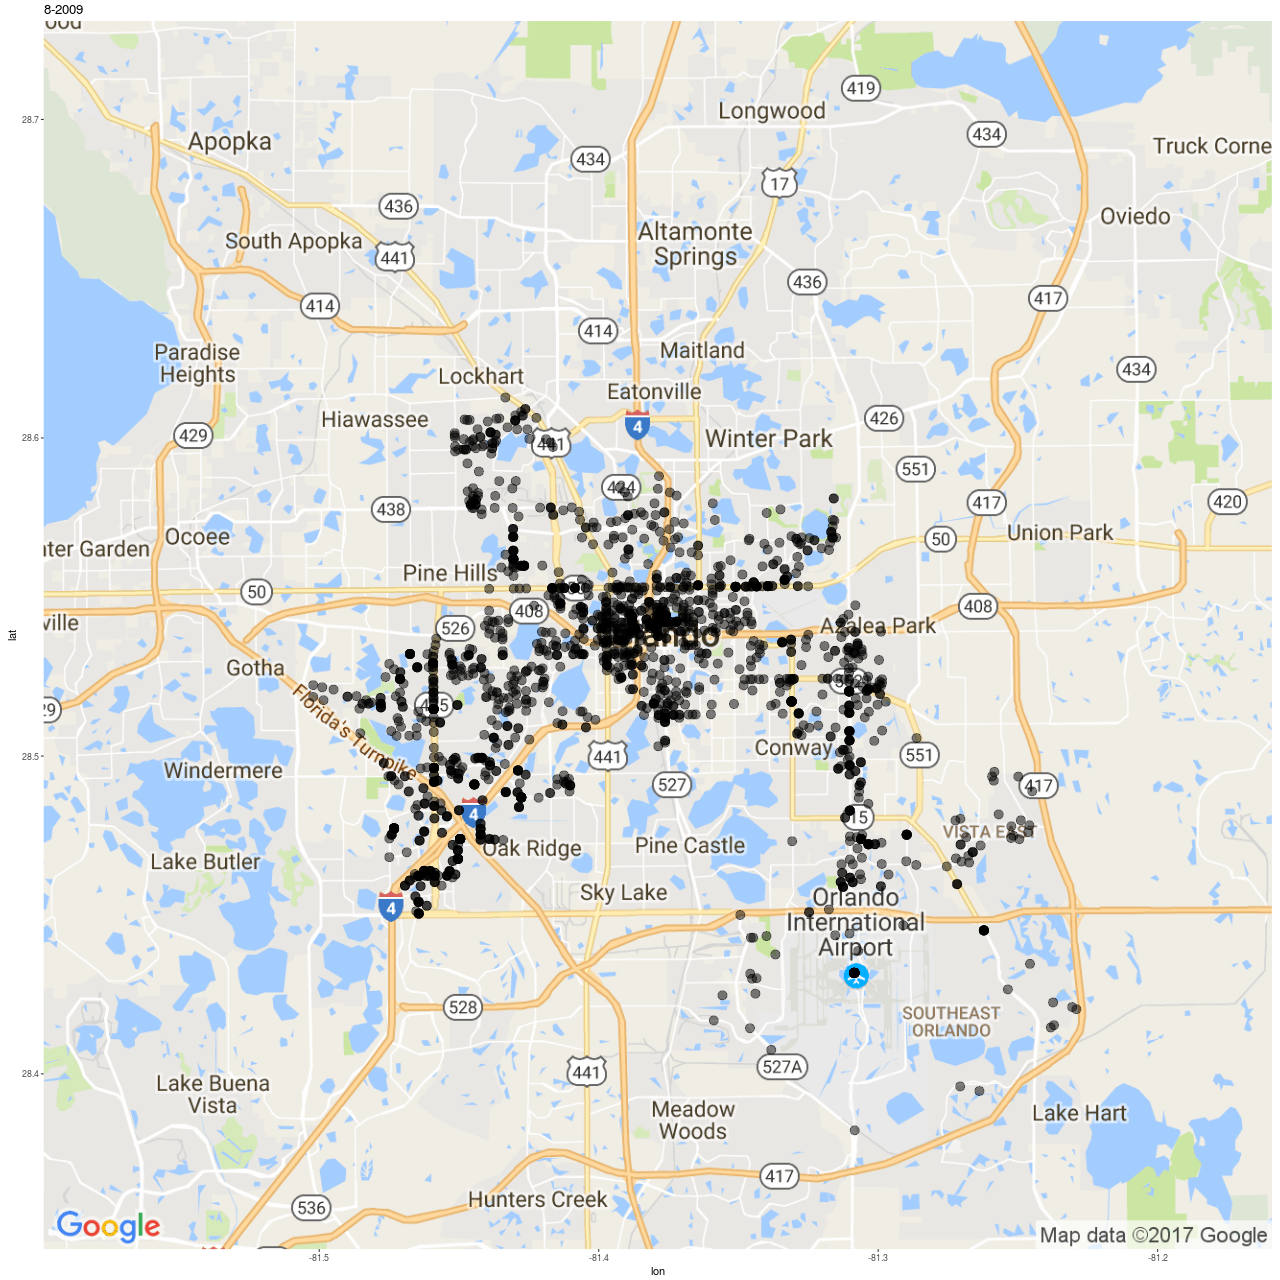 8-2009
ood
419
Longwood
28.7
434
Apopka
Truck Corne
434
17
436
Oviedo
South Apopka
Altamonte
Springs
441
436
417
414
414
Maitland
Paradise
Heights
434
Lockhart
Eatonville
Hiawassee
426
4
429
28.6
441
Winter Park
551
424
417
420
438
Ocoee
Union Park
50
ater Garden
Pine Hills
50
408
408
ville
526
Azalea Park
lat
Orlando
Gotha
552
435
29
Florida's Turnpike
Conway
28.5
441
551
Windermere
527
417
4
15
VISTA EAST
Oak Ridge
Pine Castle
Lake Butler
Sky Lake
Orlando
International
Airport
4
528
SOUTHEAST
ORLANDO
28.4
441
527A
Lake Buena
Vista
Meadow
Woods
Lake Hart
417
Hunters Creek
536
Google
Map data ©2017 Google
-81.5
-81.4
-81.3
-81.2
lon